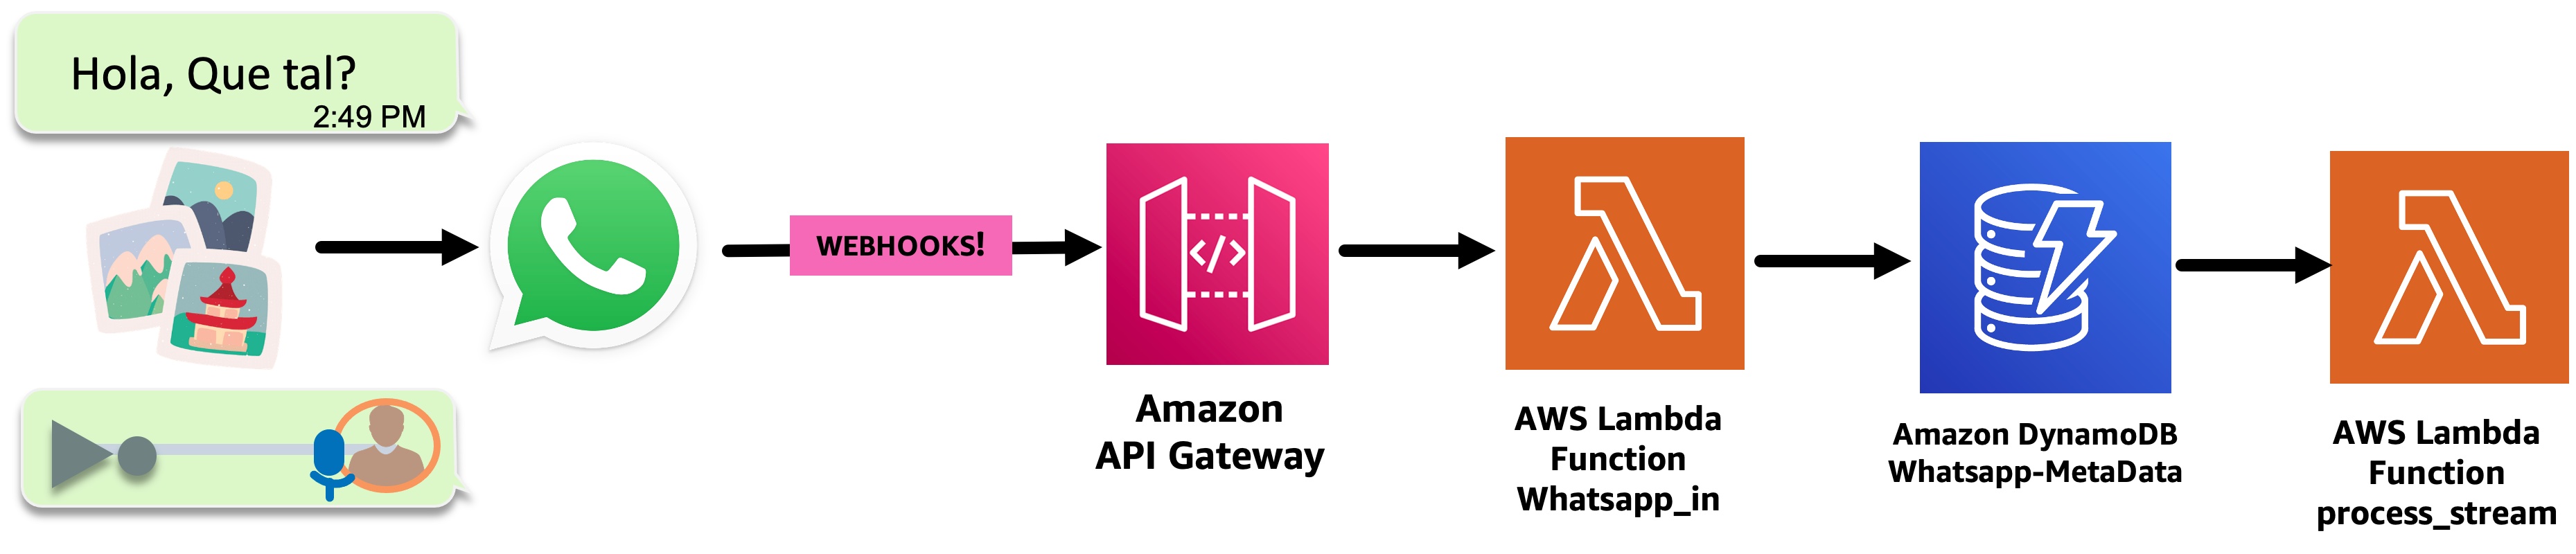 Hola, Que tal?
2:49 PM
WEBHOOKS!
</>
Amazon
API Gateway
AWS Lambda
Function
Whatsapp_in
Amazon DynamoDB
Whatsapp-MetaData
AWS Lambda
Function
process_stream